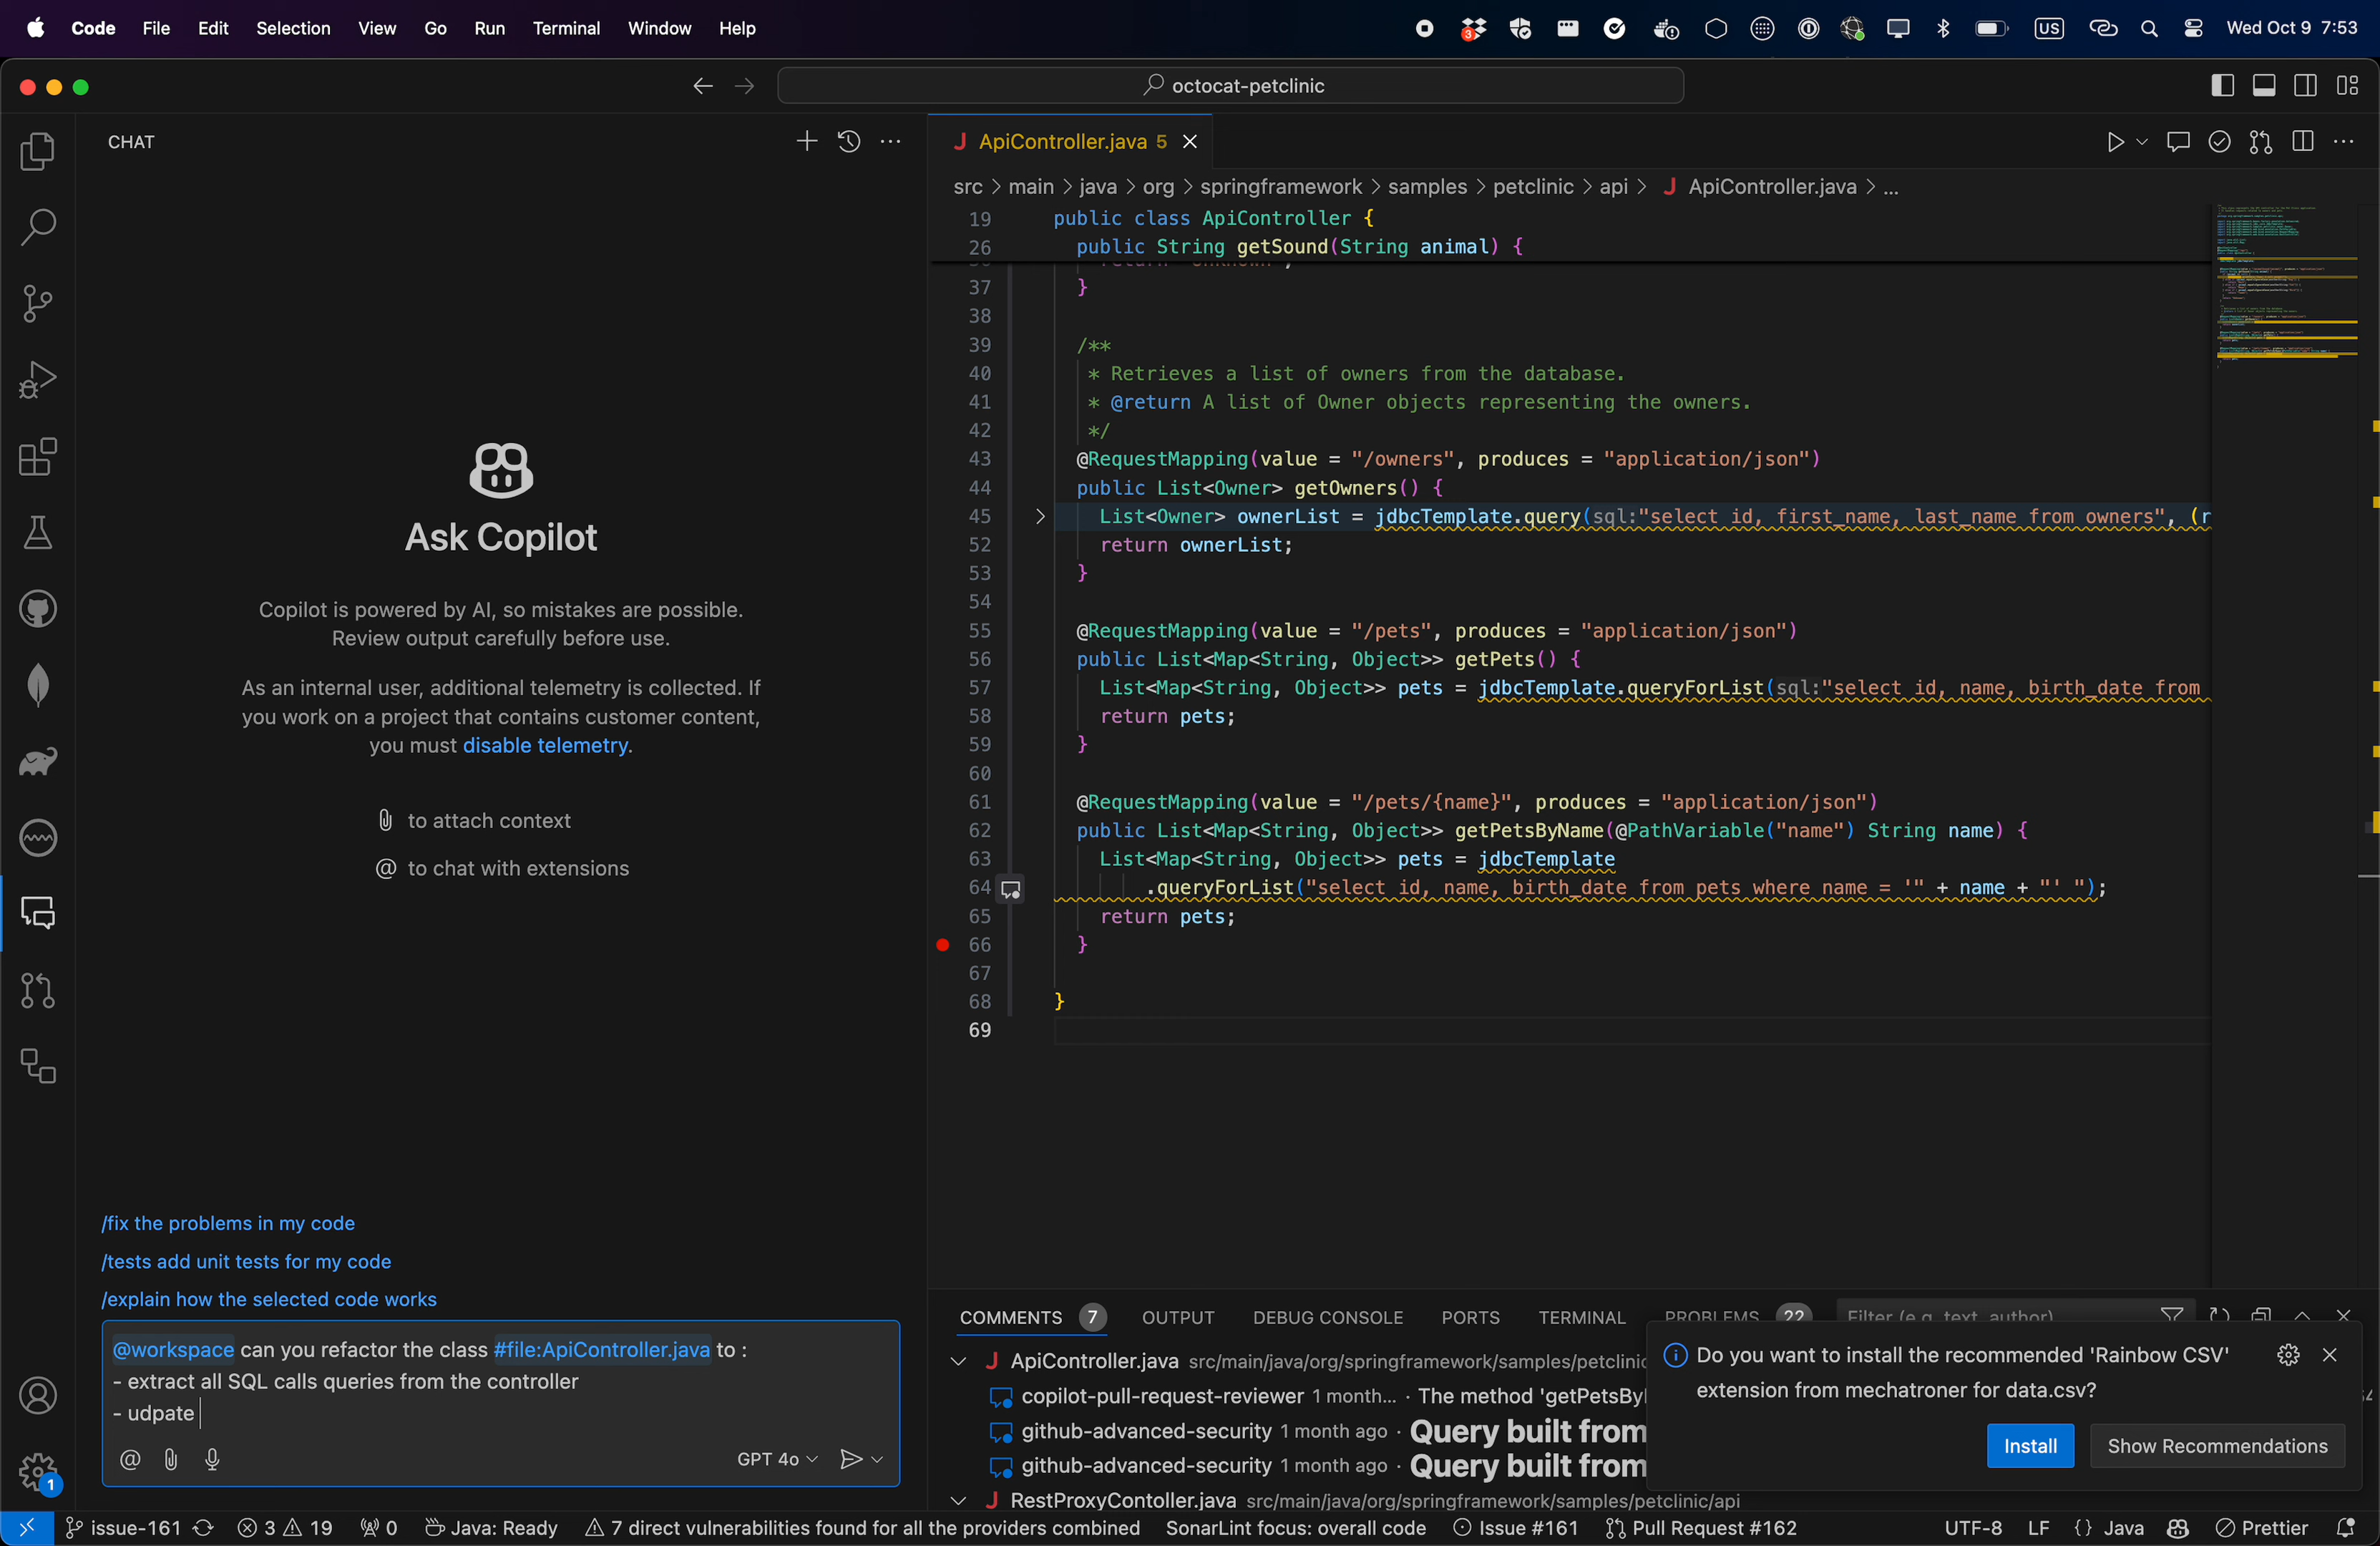 Code File Edit Selection View Go Run Terminal Window Help
3 US Wed Oct 9 7:53
octocat-petclinic
CHAT
J ApiController.java 5
src > main > java > org > springframework > samples > petclinic > api > J ApiController.java > ...
19 public class ApiController {
26 public String getSound(String animal) {
37 }
38
39 /**
40 * Retrieves a list of owners from the database.
41 * @return A list of Owner objects representing the owners.
42 */
43 @RequestMapping(value = "/owners", produces = "application/json")
44 public List<Owner> getOwners() {
45 List<Owner> ownerList = jdbcTemplate.query(sql:"select id, first_name, last_name from owners", (r
52 return ownerList;
53 }
54
55 @RequestMapping(value = "/pets", produces = "application/json")
56 public List<Map<String, Object>> getPets() {
57 List<Map<String, Object>> pets = jdbcTemplate.queryForList(sql:"select id, name, birth_date from
58 return pets;
59 }
60
61 @RequestMapping(value = "/pets/{name}", produces = "application/json")
62 public List<Map<String, Object>> getPetsByName(@PathVariable("name") String name) {
63 List<Map<String, Object>> pets = jdbcTemplate
64 .queryForList("select id, name, birth_date from pets where name = '" + name + "' ");
65 return pets;
66 }
67
68 }
69
Ask Copilot
Copilot is powered by AI, so mistakes are possible.
Review output carefully before use.
As an internal user, additional telemetry is collected. If
you work on a project that contains customer content,
you must disable telemetry.
to attach context
@ to chat with extensions
/fix the problems in my code
/tests add unit tests for my code
/explain how the selected code works
@workspace can you refactor the class #file:ApiController.java to :
- extract all SQL calls queries from the controller
- udpate
@ GPT 4o
1
COMMENTS 7 OUTPUT DEBUG CONSOLE PORTS TERMINAL PROBLEMS 22 Filter (e.g. text, author)
J ApiController.java src/main/java/org/springframework/samples/petclinic
copilot-pull-request-reviewer 1 month... · The method 'getPetsBy
github-advanced-security 1 month ago · Query built from
github-advanced-security 1 month ago · Query built from
J RestProxyContoller.java src/main/java/org/springframework/samples/petclinic/api
Do you want to install the recommended 'Rainbow CSV'
extension from mechatroner for data.csv?
Install Show Recommendations
issue-161 3 19 0 Java: Ready 7 direct vulnerabilities found for all the providers combined SonarLint focus: overall code Issue #161 Pull Request #162 UTF-8 LF {} Java Prettier